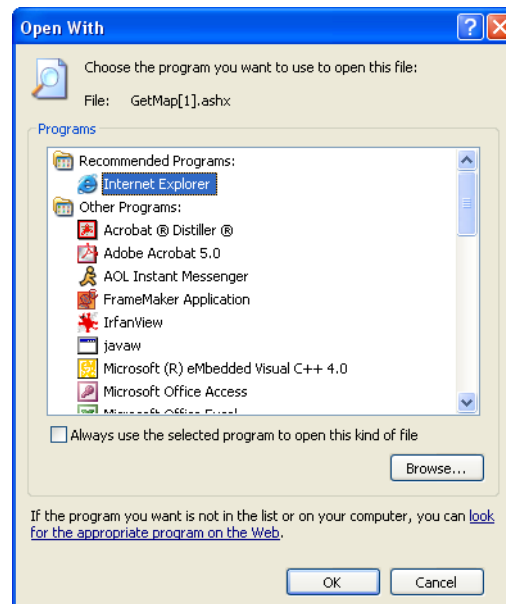 Open With
Choose the program you want to use to open this file:
File: GetMap[1].ashx
Programs
Recommended Programs:
Internet Explorer
Other Programs:
Acrobat ® Distiller ®
Adobe Acrobat 5.0
AOL Instant Messenger
FrameMaker Application
IrfanView
javaw
Microsoft (R) eMbedded Visual C++ 4.0
Microsoft Office Access
Microsoft Office Excel
Always use the selected program to open this kind of file
Browse...
If the program you want is not in the list or on your computer, you can look
for the appropriate program on the Web.
OK
Cancel